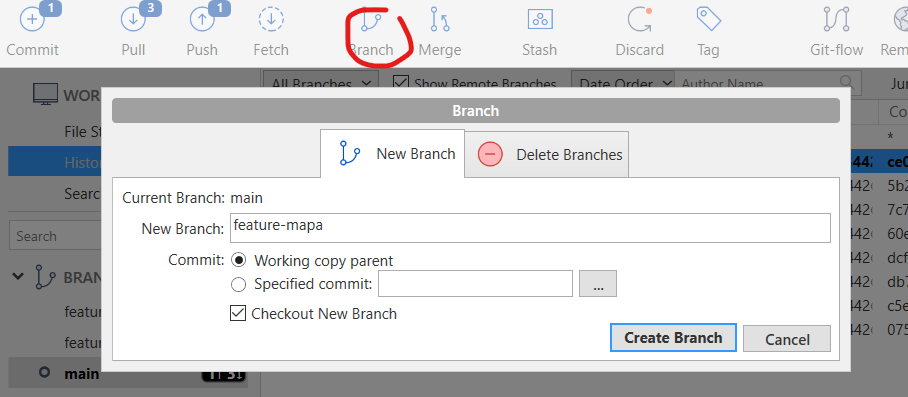 1 3 1
Commit Pull Push Fetch Branch Merge Stash Discard Tag Git-flow Rem
All Branches Show Remote Branches Date Order Author Name Jum
WOR
Co
Branch
File St
*
New Branch Delete Branches
Histo
ce0
Searc
5b2
Current Branch: main
7c7
New Branch: feature-mapa
Search
60e
Commit: Working copy parent
dcf
BRAN
Specified commit: ...
db7
featur
Checkout New Branch
c5e
featur
Create Branch Cancel
075
main